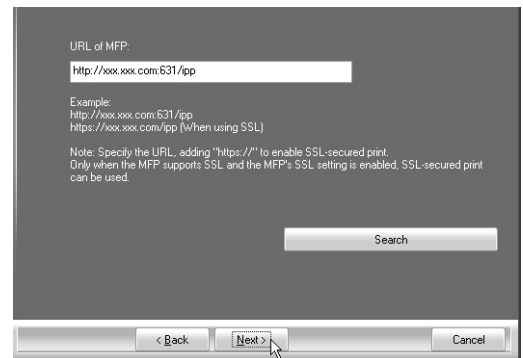 URL of MFP:
http://xxx.xxx.com:631/ipp
Example:
http://xxx.xxx.com:631/ipp
https://xxx.xxx.com/ipp (When using SSL)
Note: Specify the URL, adding "https://" to enable SSL-secured print.
Only when the MFP supports SSL and the MFP's SSL setting is enabled, SSL-secured print
can be used.
Search
< Back Next > Cancel